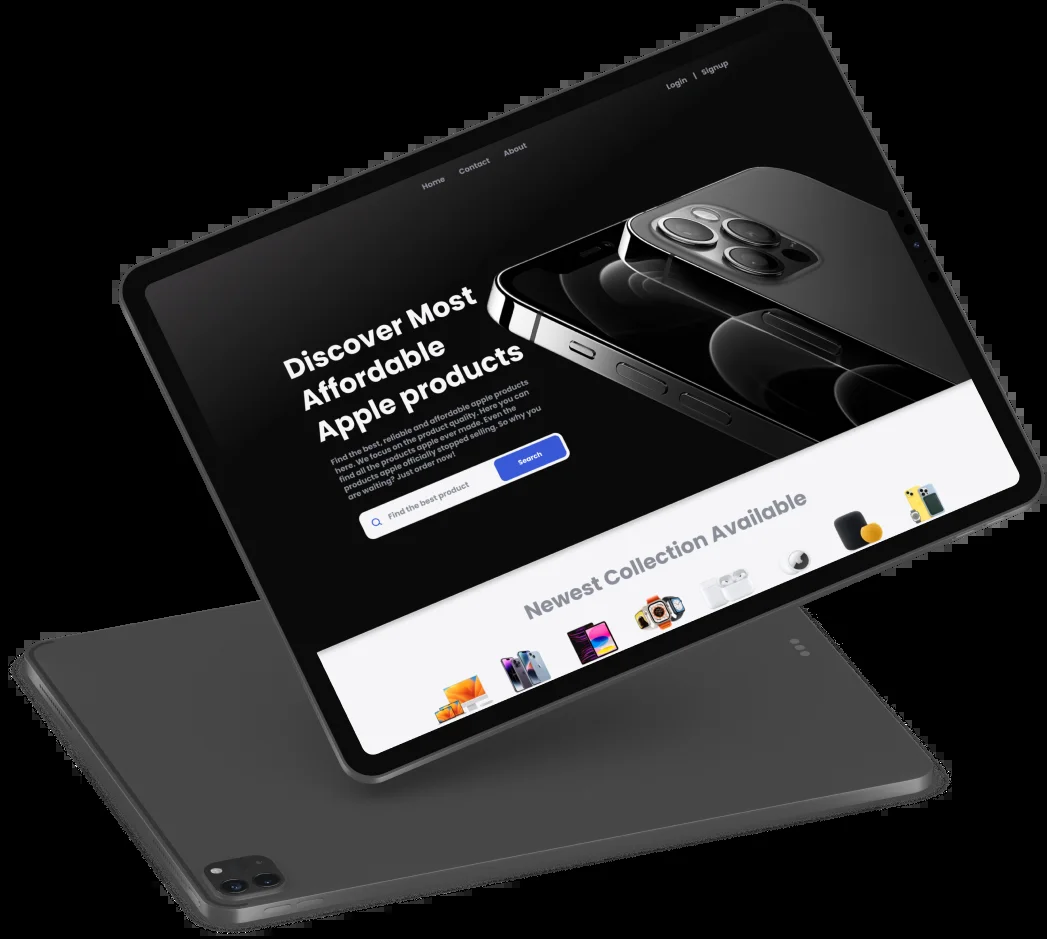 Login | Signup
Home Contact About
Discover Most
Affordable
Apple products
Find the best, reliable and affordable apple products
here. We focus on the product quality. Here you can
find all the products apple ever made. Even the
products apple officially stopped selling. So why you
are waiting? Just order now!
Find the best product
Search
Newest Collection Available